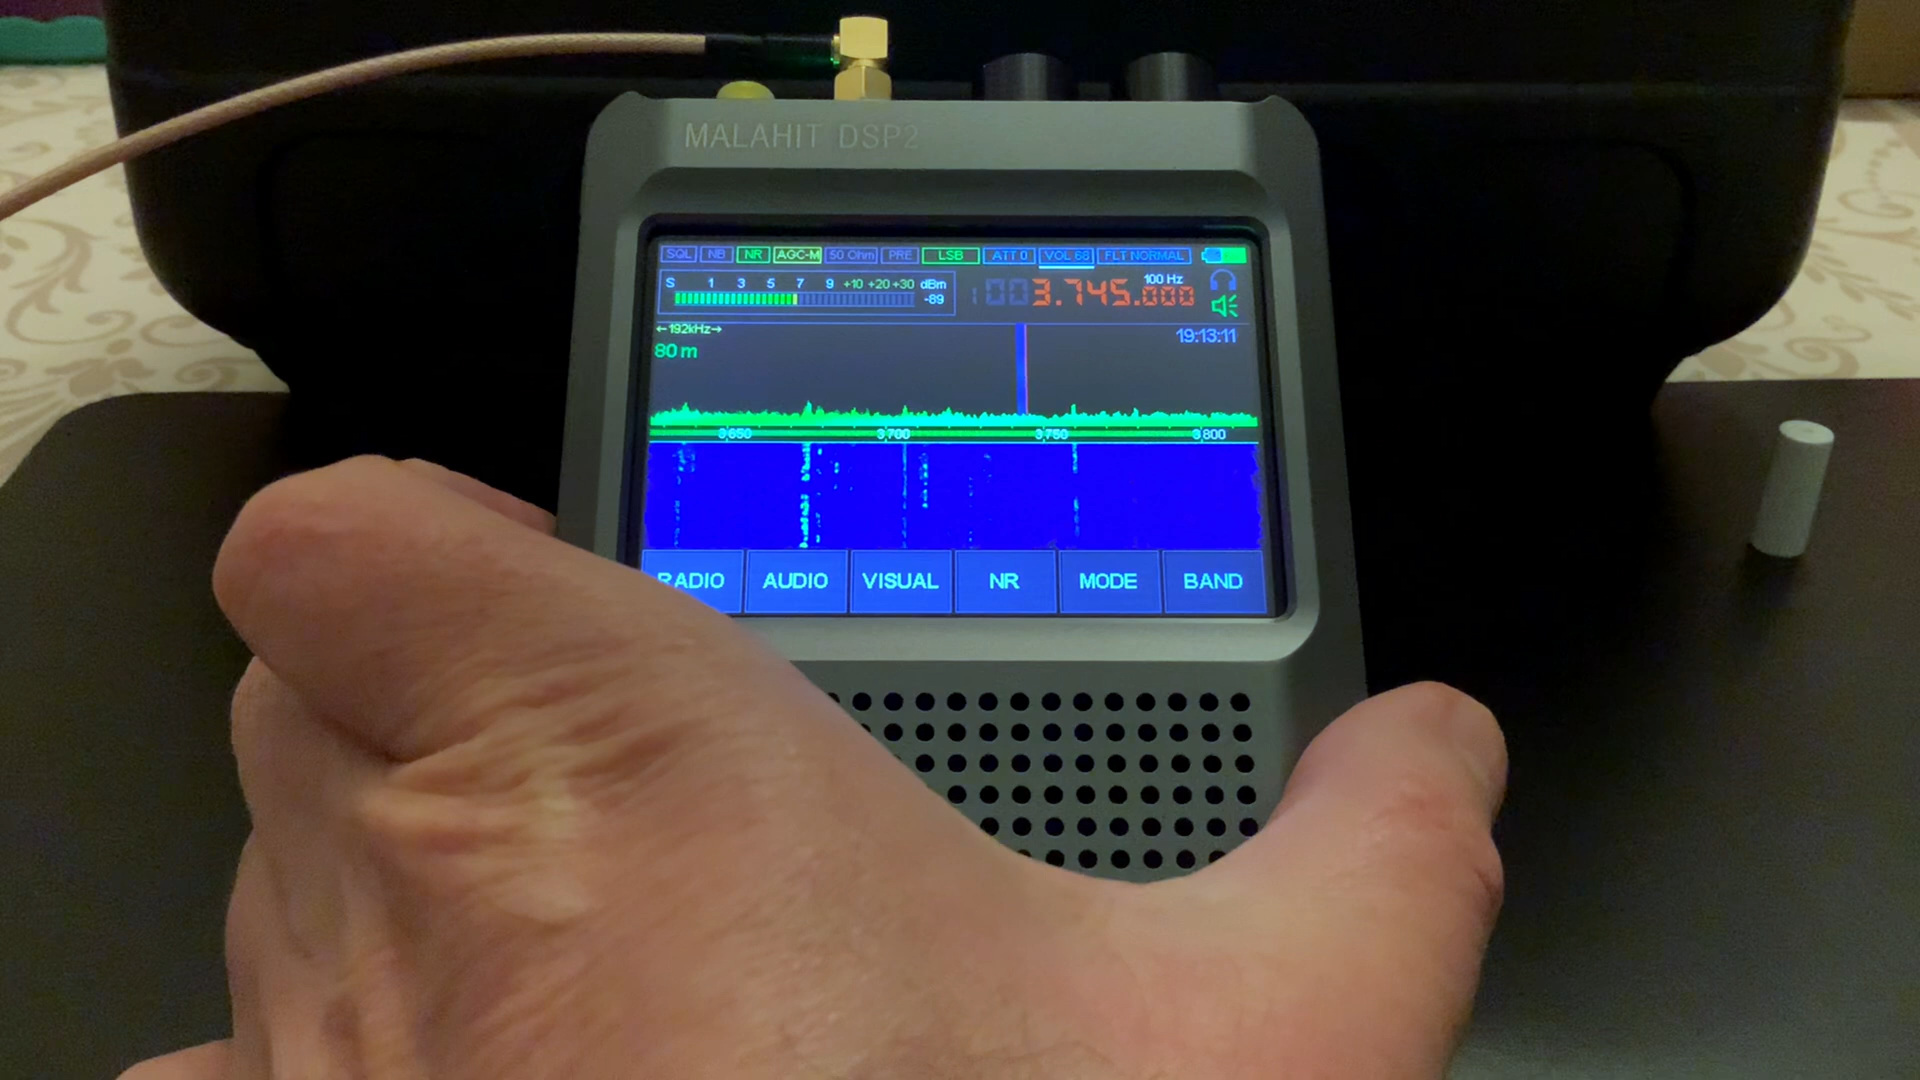 MALAHIT DSP2
SQL NB NR AGC-M 50 Ohm PRE LSB ATT 0 VOL 68 FLT NORMAL
S 1 3 5 7 9 +10 +20 +30 dBm
-89
100 Hz
3.745.000
←192kHz→
19:13:11
80 m
3,650 3,700 3,750 3,800
RADIO AUDIO VISUAL NR MODE BAND